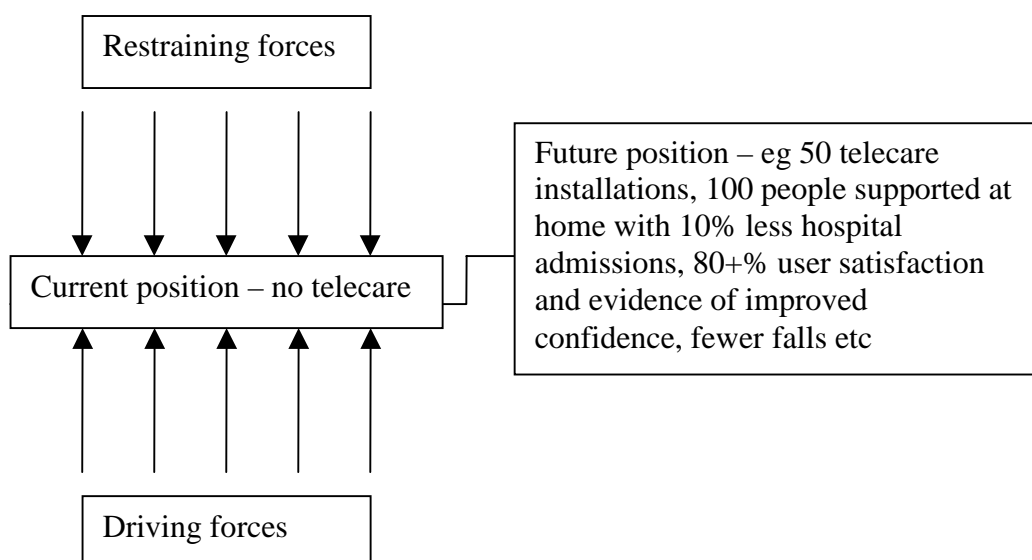 Restraining forces
Current position – no telecare
Future position – eg 50 telecare
installations, 100 people supported at
home with 10% less hospital
admissions, 80+% user satisfaction
and evidence of improved
confidence, fewer falls etc
Driving forces